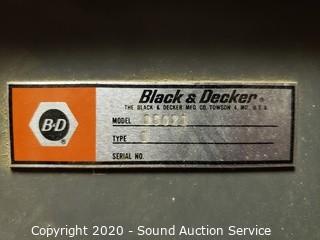 B&D
®
Black & Decker®
THE BLACK & DECKER MFG. CO. TOWSON 4, MD., U.S.A.
MODEL
TYPE
SERIAL NO.
Copyright 2020 - Sound Auction Service